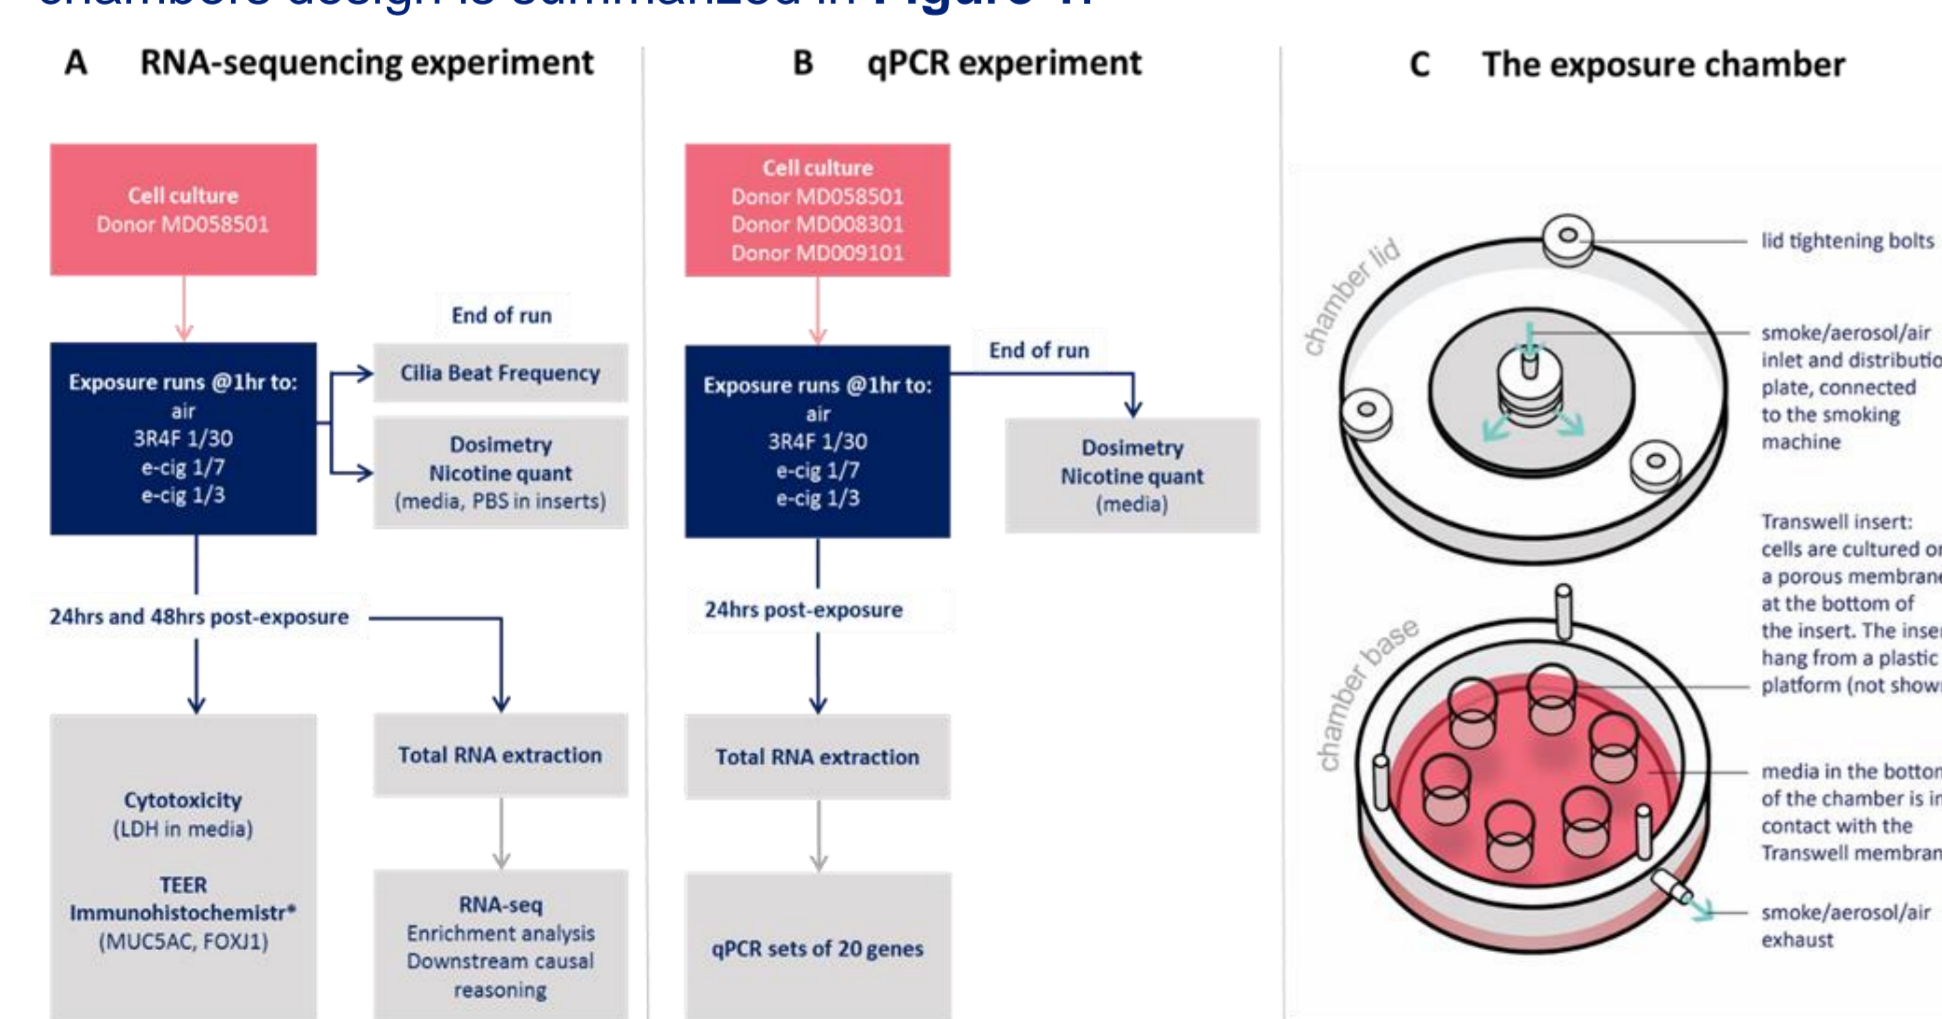 A RNA-sequencing experiment
Cell culture
Donor MD058501
Exposure runs @1hr to:
air
3R4F 1/30
e-cig 1/7
e-cig 1/3
End of run
Cilia Beat Frequency
Dosimetry
Nicotine quant
(media, PBS in inserts)
24hrs and 48hrs post-exposure
Cytotoxicity
(LDH in media)
TEER
Immunohistochemistr*
(MUC5AC, FOXJ1)
Total RNA extraction
RNA-seq
Enrichment analysis
Downstream causal
reasoning
B qPCR experiment
Cell culture
Donor MD058501
Donor MD008301
Donor MD009101
Exposure runs @1hr to:
air
3R4F 1/30
e-cig 1/7
e-cig 1/3
End of run
Dosimetry
Nicotine quant
(media)
24hrs post-exposure
Total RNA extraction
qPCR sets of 20 genes
C The exposure chamber
chamber lid
lid tightening bolts
smoke/aerosol/air
inlet and
plate, connected
to the smoking
machine
chamber base
Transwell insert:
cells are cultured
a porous
at the bottom of
the insert. The
hang from a plastic
platform (not
media in the
of the chamber is
contact with the
Transwell
smoke/aerosol/air
exhaust